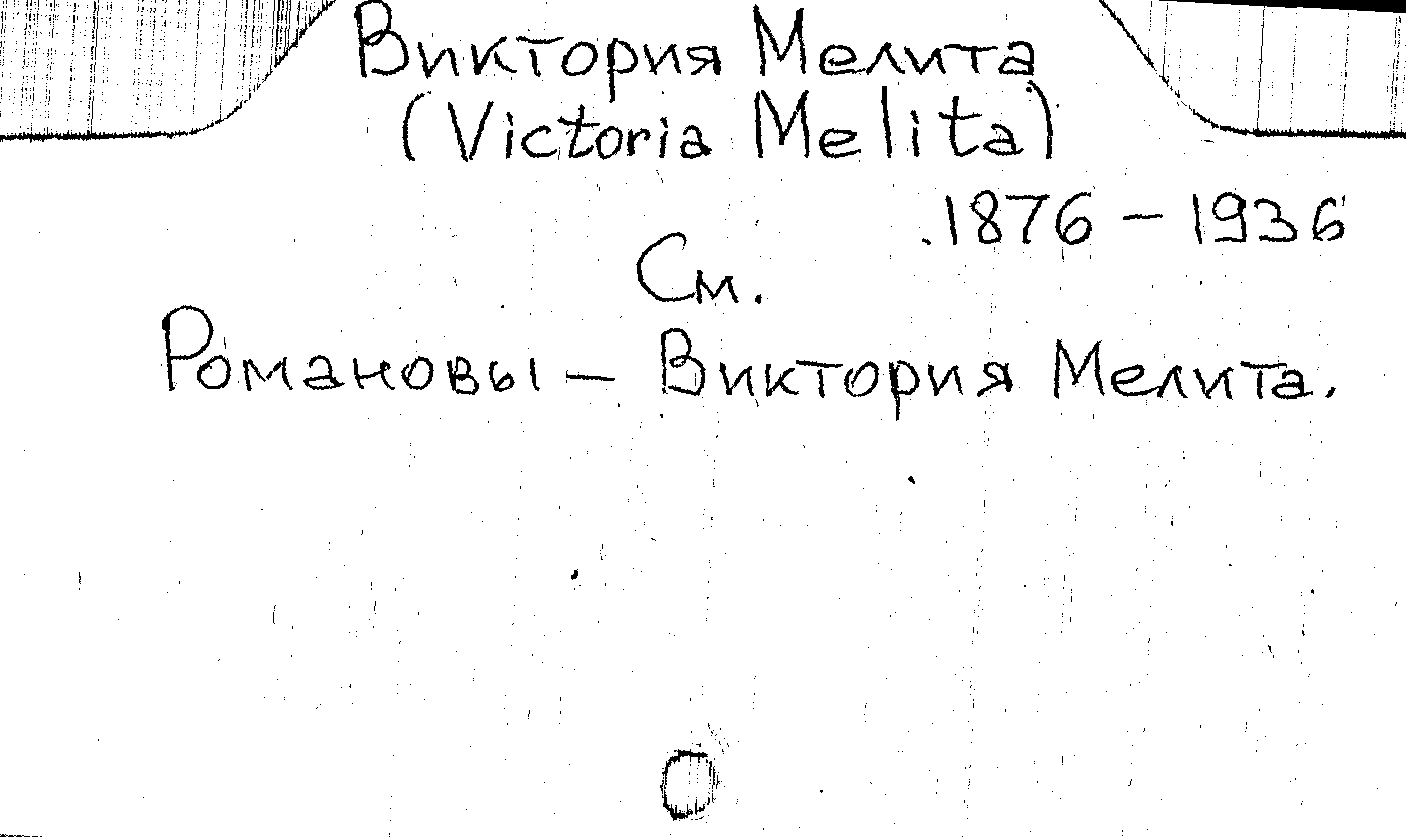 Виктория Мелита
(Victoria Melita)
1876 – 1936
См.
Романовы – Виктория Мелита.